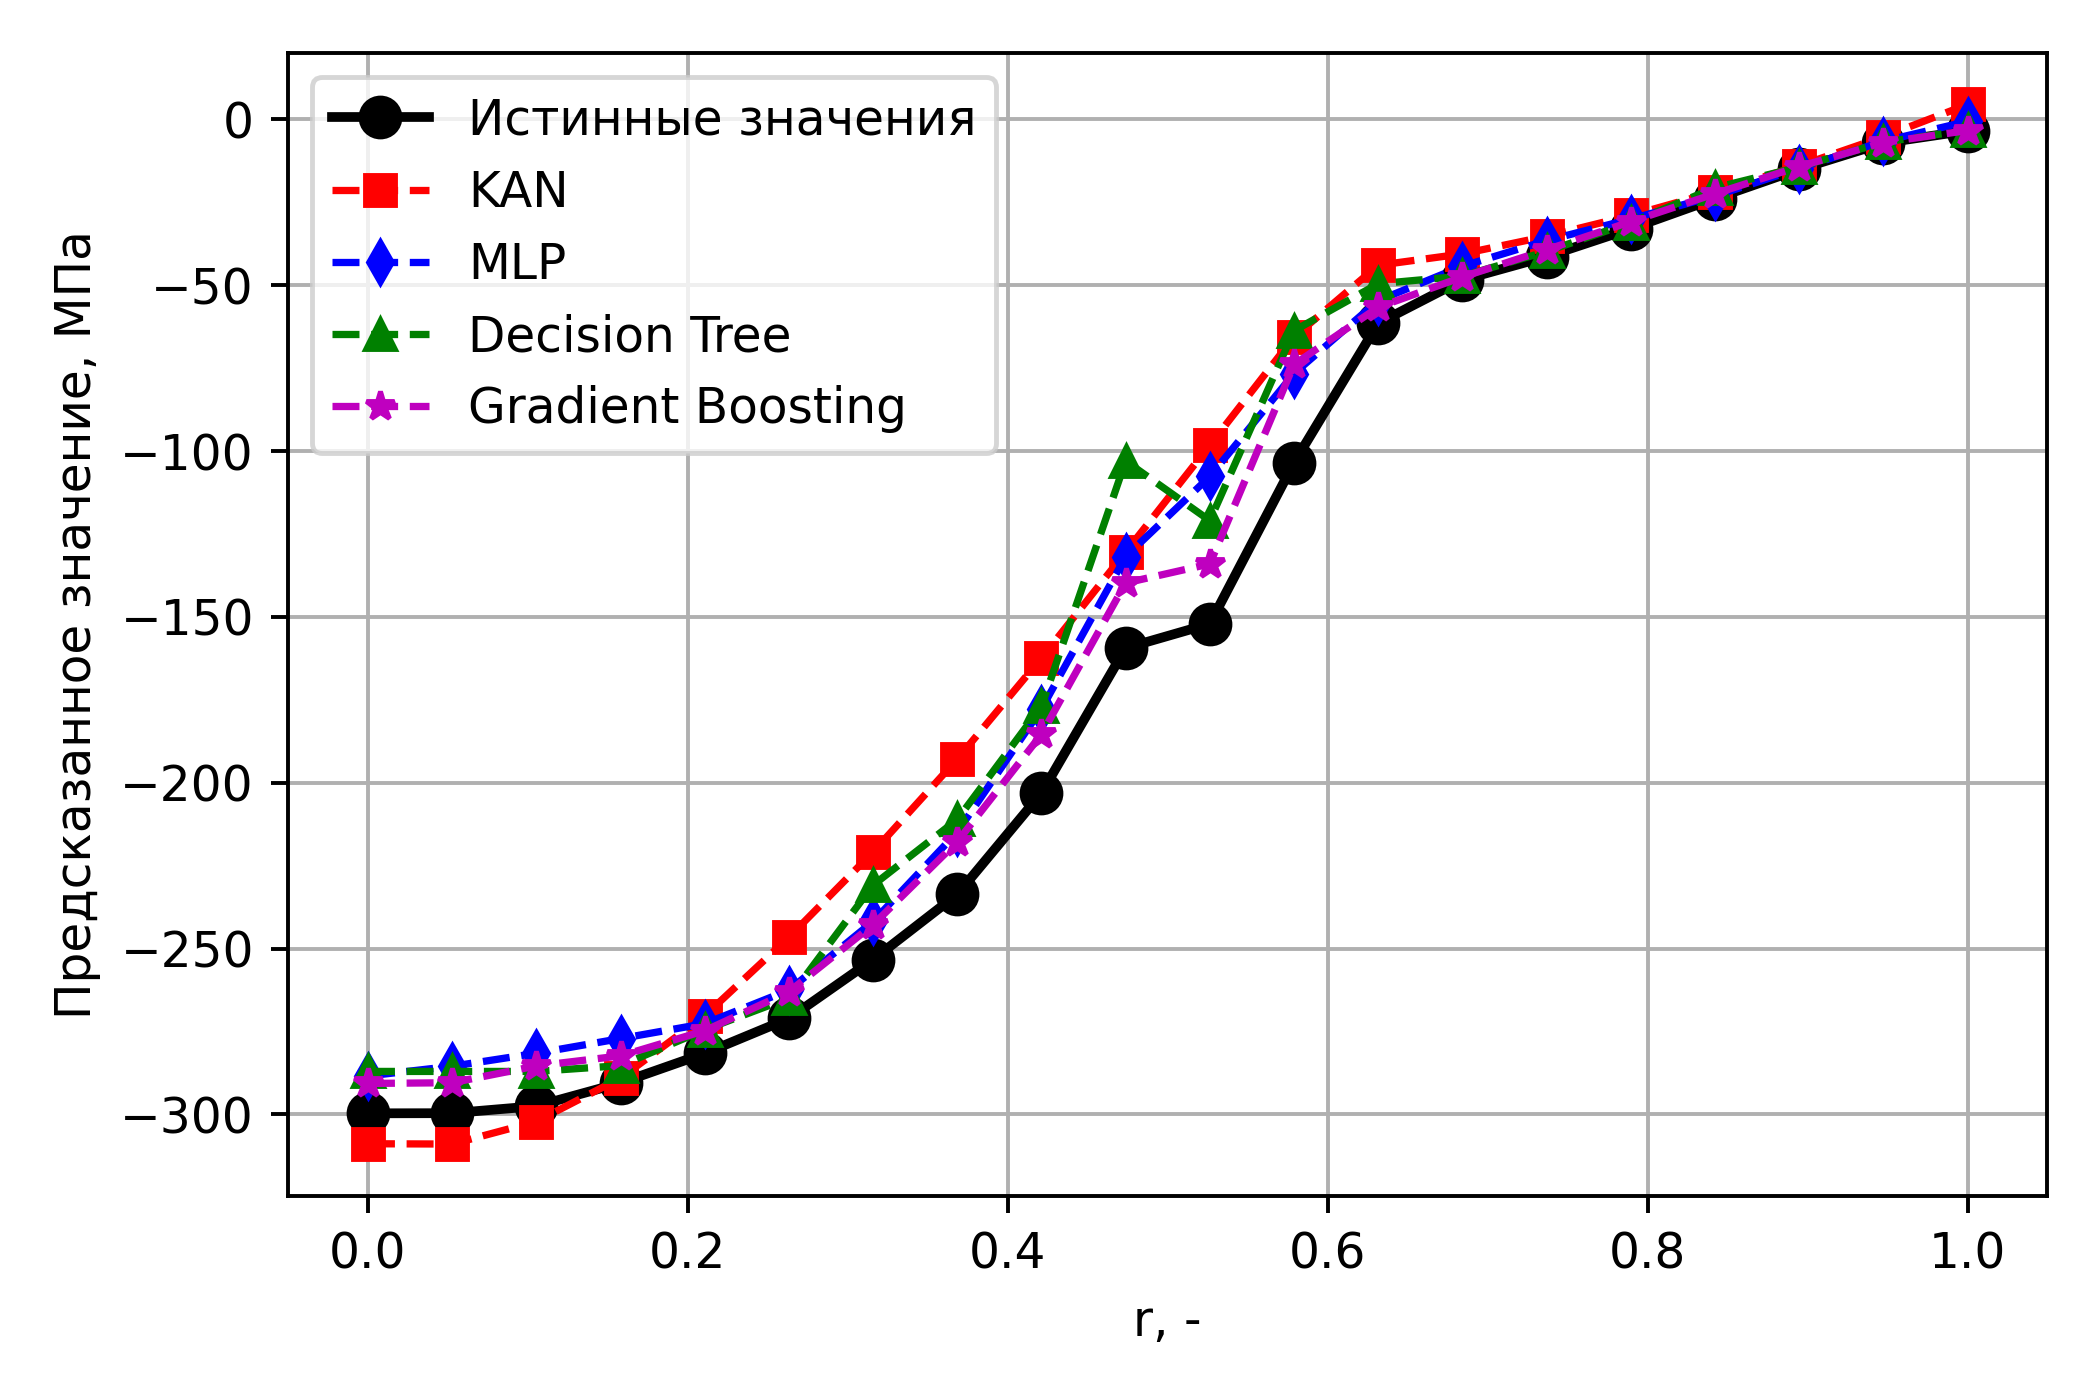 Истинные значения
KAN
MLP
Decision Tree
Gradient Boosting
Предсказанное значение, МПа
0
−50
−100
−150
−200
−250
−300
0.0 0.2 0.4 0.6 0.8 1.0
r, -